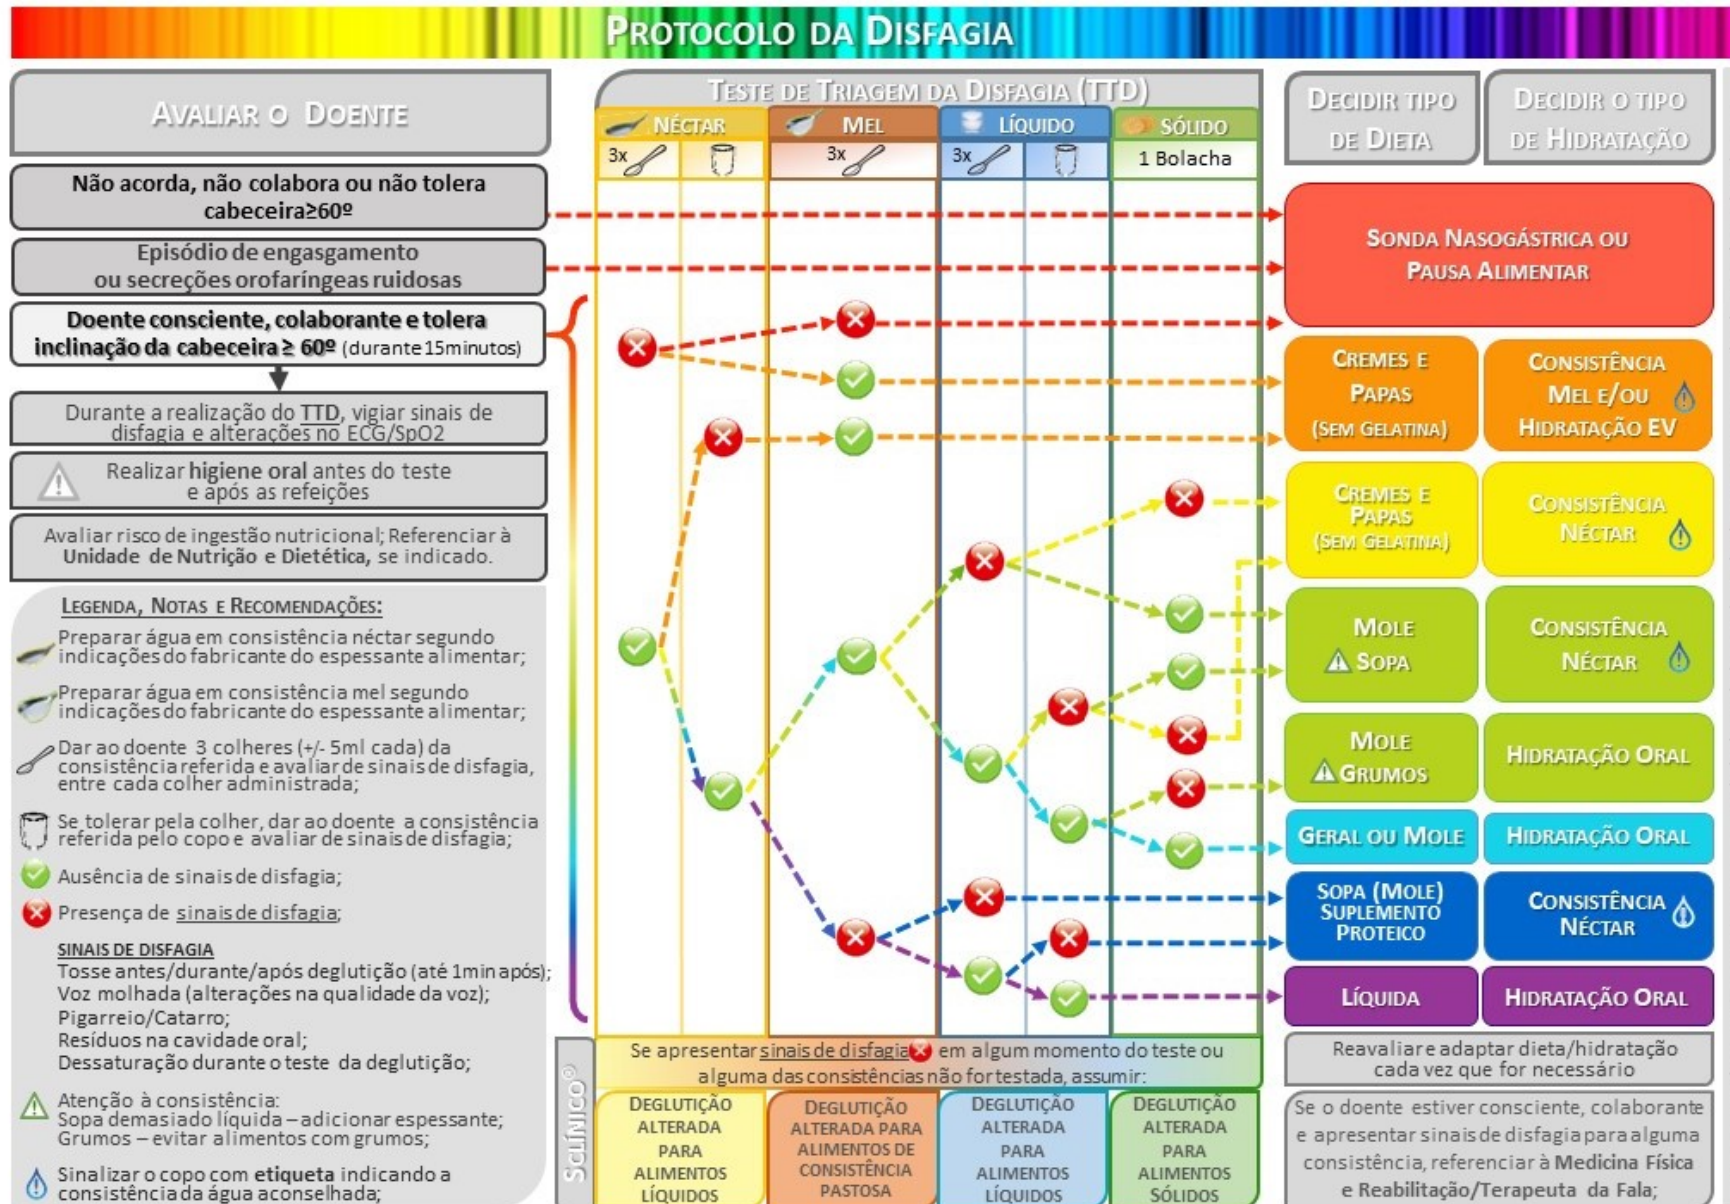 PROTOCOLO DA DISFAGIA
AVALIAR O DOENTE
Não acorda, não colabora ou não tolera
cabeceira≥60º
Episódio de engasgamento
ou secreções orofaríngeas ruidosas
Doente consciente, colaborante e tolera
inclinação da cabeceira ≥ 60º (durante 15minutos)
Durante a realização do TTD, vigiar sinais de
disfagia e alterações no ECG/SpO2
Realizar higiene oral antes do teste
e após as refeições
Avaliar risco de ingestão nutricional; Referenciar à
Unidade de Nutrição e Dietética, se indicado.
LEGENDA, NOTAS E RECOMENDAÇÕES:
Preparar água em consistência néctar segundo
indicações do fabricante do espessante alimentar;
Preparar água em consistência mel segundo
indicações do fabricante do espessante alimentar;
Dar ao doente 3 colheres (+/- 5ml cada) da
consistência referida e avaliar de sinais de disfagia,
entre cada colher administrada;
Se tolerar pela colher, dar ao doente a consistência
referida pelo copo e avaliar de sinais de disfagia;
Ausência de sinais de disfagia;
Presença de sinais de disfagia;
SINAIS DE DISFAGIA
Tosse antes/durante/após deglutição (até 1min após);
Voz molhada (alterações na qualidade da voz);
Pigarreio/Catarro;
Resíduos na cavidade oral;
Dessaturação durante o teste da deglutição;
Atenção à consistência:
Sopa demasiado líquida – adicionar espessante;
Grumos – evitar alimentos com grumos;
Sinalizar o copo com etiqueta indicando a
consistência da água aconselhada;
TESTE DE TRIAGEM DA DISFAGIA (TTD)
NÉCTAR
MEL
LÍQUIDO
SÓLIDO
3x
3x
3x
1 Bolacha
SCLÍNICO®
Se apresentar sinais de disfagia em algum momento do teste ou
alguma das consistências não for testada, assumir:
DEGLUTIÇÃO
ALTERADA
PARA
ALIMENTOS
LÍQUIDOS
DEGLUTIÇÃO
ALTERADA PARA
ALIMENTOS DE
CONSISTÊNCIA
PASTOSA
DEGLUTIÇÃO
ALTERADA
PARA
ALIMENTOS
LÍQUIDOS
DEGLUTIÇÃO
ALTERADA
PARA
ALIMENTOS
SÓLIDOS
DECIDIR TIPO
DE DIETA
DECIDIR O TIPO
DE HIDRATAÇÃO
SONDA NASOGÁSTRICA OU
PAUSA ALIMENTAR
CREMES E
PAPAS
(SEM GELATINA)
CONSISTÊNCIA
MEL E/OU
HIDRATAÇÃO EV
CREMES E
PAPAS
(SEM GELATINA)
CONSISTÊNCIA
NÉCTAR
MOLE
SOPA
CONSISTÊNCIA
NÉCTAR
MOLE
GRUMOS
HIDRATAÇÃO ORAL
GERAL OU MOLE
HIDRATAÇÃO ORAL
SOPA (MOLE)
SUPLEMENTO
PROTEICO
CONSISTÊNCIA
NÉCTAR
LÍQUIDA
HIDRATAÇÃO ORAL
Reavaliar e adaptar dieta/hidratação
cada vez que for necessário
Se o doente estiver consciente, colaborante
e apresentar sinais de disfagia para alguma
consistência, referenciar à Medicina Física
e Reabilitação/Terapeuta da Fala;